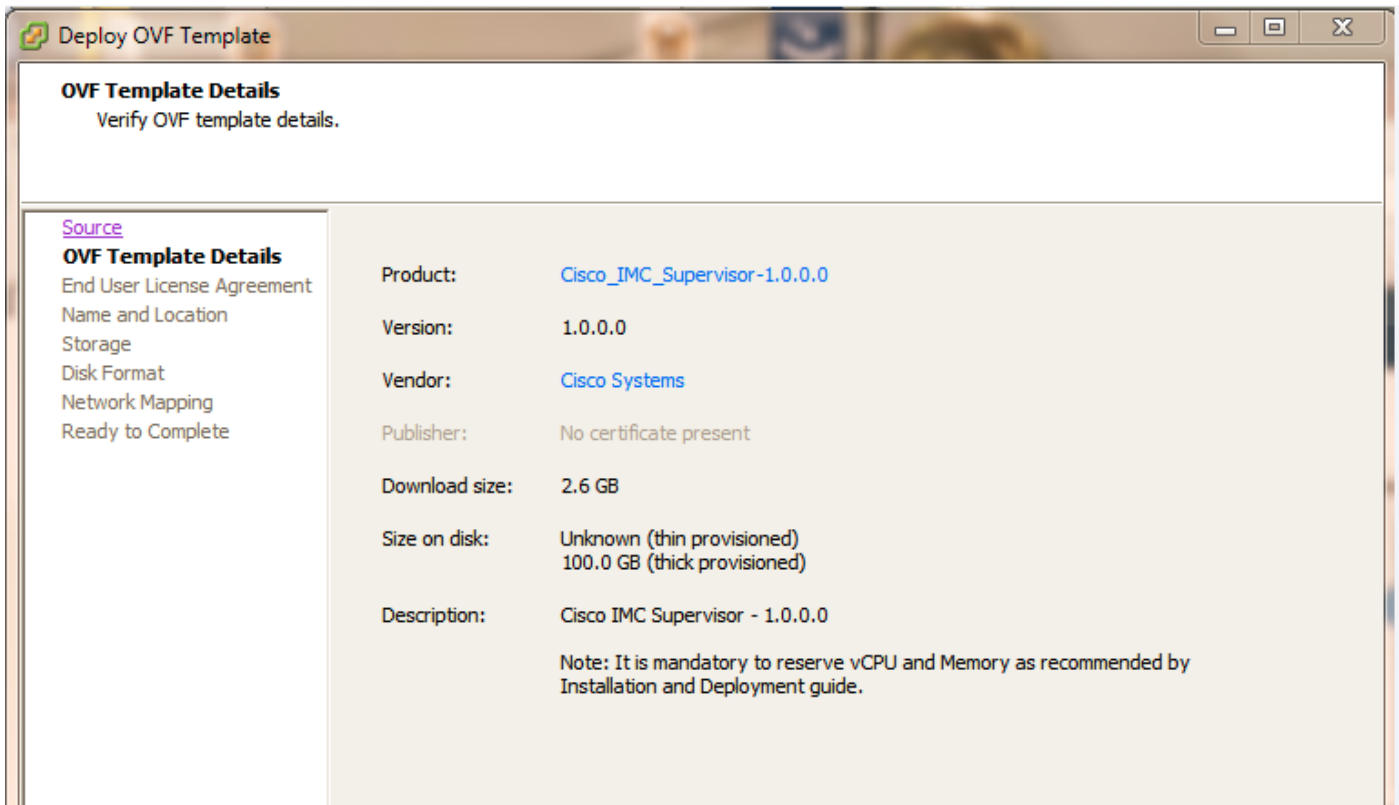 Deploy OVF Template
OVF Template Details
Verify OVF template details.
Source
OVF Template Details
End User License Agreement
Name and Location
Storage
Disk Format
Network Mapping
Ready to Complete
Product: Cisco_IMC_Supervisor-1.0.0.0
Version: 1.0.0.0
Vendor: Cisco Systems
Publisher: No certificate present
Download size: 2.6 GB
Size on disk: Unknown (thin provisioned)
100.0 GB (thick provisioned)
Description: Cisco IMC Supervisor - 1.0.0.0
Note: It is mandatory to reserve vCPU and Memory as recommended by
Installation and Deployment guide.